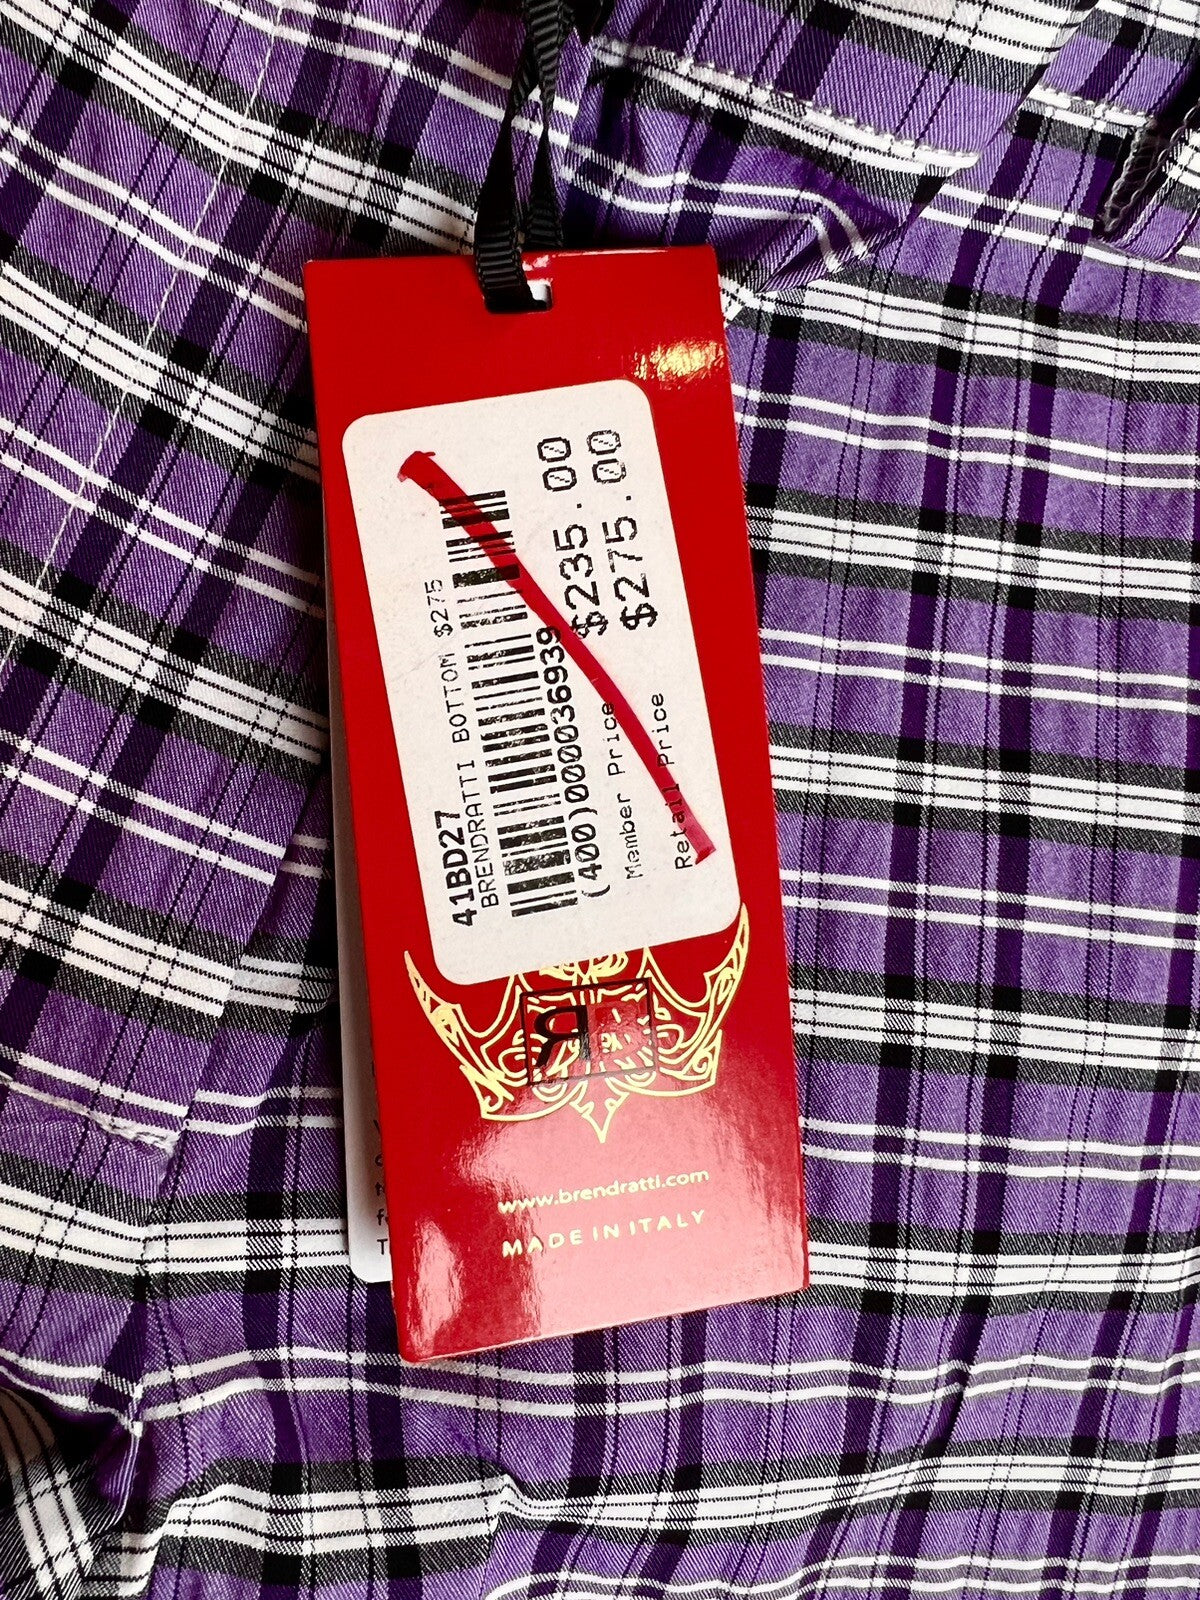 41BD27
BRENDRATTI BOTTOM $275
(400)000036939
Member Price $235.00
Retail Price $275.00
www.brendratti.com
MADE IN ITALY